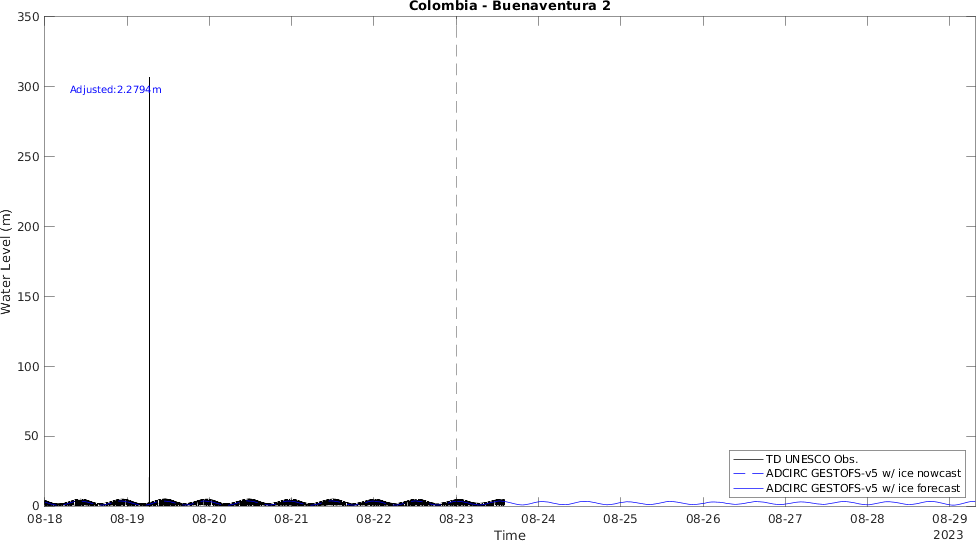 Colombia - Buenaventura 2
350
300
Adjusted:2.2794m
250
200
150
100
50
0
Water Level (m)
TD UNESCO Obs.
ADCIRC GESTOFS-v5 w/ ice nowcast
ADCIRC GESTOFS-v5 w/ ice forecast
08-18 08-19 08-20 08-21 08-22 08-23 08-24 08-25 08-26 08-27 08-28 08-29
Time
2023